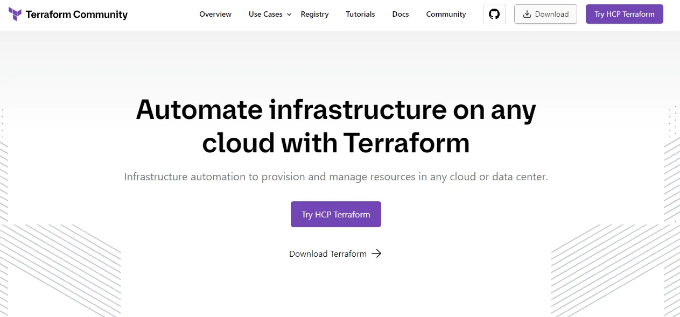 Terraform Community
Overview Use Cases Registry Tutorials Docs Community Download Try HCP Terraform
Automate infrastructure on any
cloud with Terraform
Infrastructure automation to provision and manage resources in any cloud or data center.
Try HCP Terraform
Download Terraform